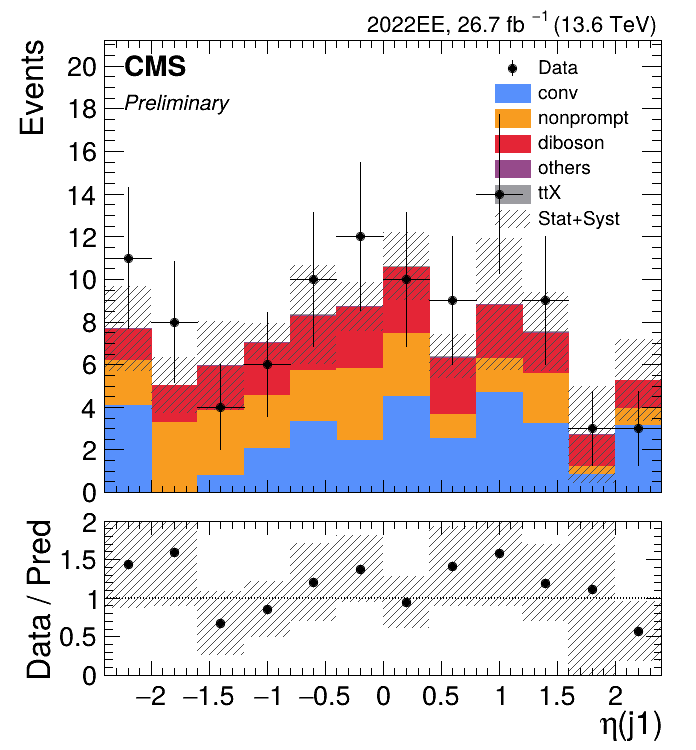 2022EE, 26.7 fb⁻¹ (13.6 TeV)
CMS
Preliminary
Events
20
18
16
14
12
10
8
6
4
2
0
Data
conv
nonprompt
diboson
others
ttX
Stat+Syst
Data / Pred
2
1.5
1
0.5
0
−2 −1.5 −1 −0.5 0 0.5 1 1.5 2
η(j1)